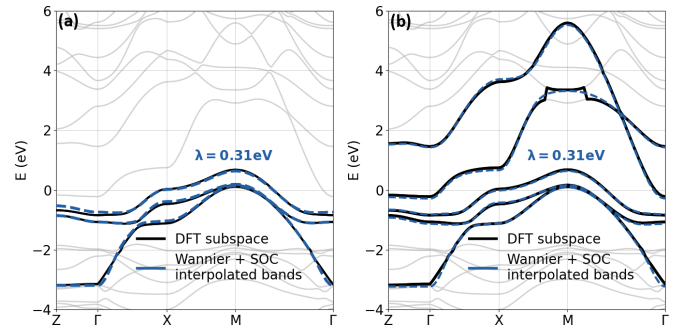 (a)
6
4
2
0
−2
−4
E (eV)
λ = 0.31eV
DFT subspace
Wannier + SOC
interpolated bands
Z Γ X M Γ
(b)
6
4
2
0
−2
−4
E (eV)
λ = 0.31eV
DFT subspace
Wannier + SOC
interpolated bands
Z Γ X M Γ